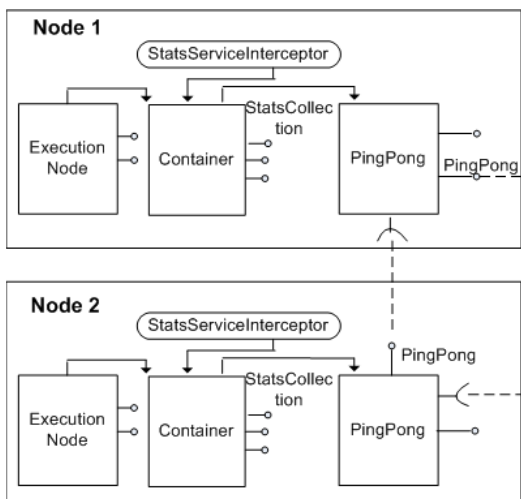 Node 1
StatsServiceInterceptor
StatsCollec
tion
Execution
Node
Container
PingPong
PingPong
Node 2
StatsServiceInterceptor
PingPong
StatsCollec
tion
Execution
Node
Container
PingPong